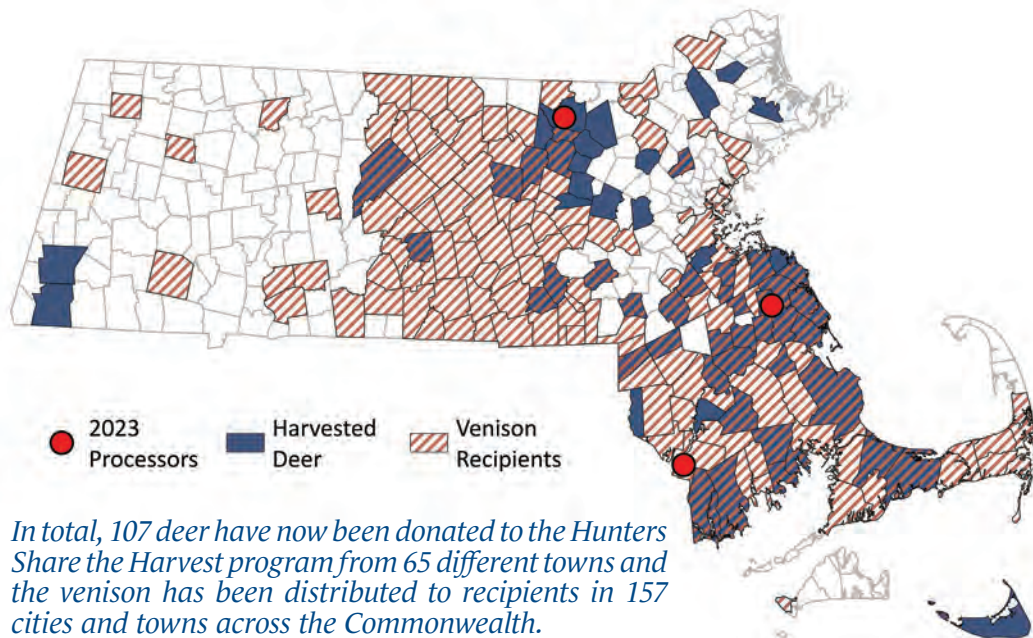 2023
Processors
Harvested
Deer
Venison
Recipients
In total, 107 deer have now been donated to the Hunters
Share the Harvest program from 65 different towns and
the venison has been distributed to recipients in 157
cities and towns across the Commonwealth.